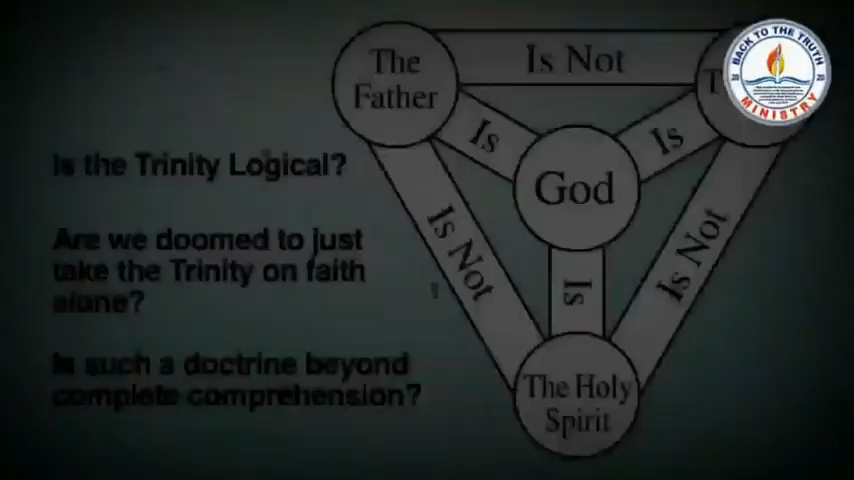 Is the Trinity Logical?
Are we doomed to just
take the Trinity on faith
alone?
Is such a doctrine beyond
complete comprehension?
The
Father
Is Not
Is
Is
God
Is Not
Is Not
Is
The Holy
Spirit
BACK TO THE TRUTH
MINISTRY